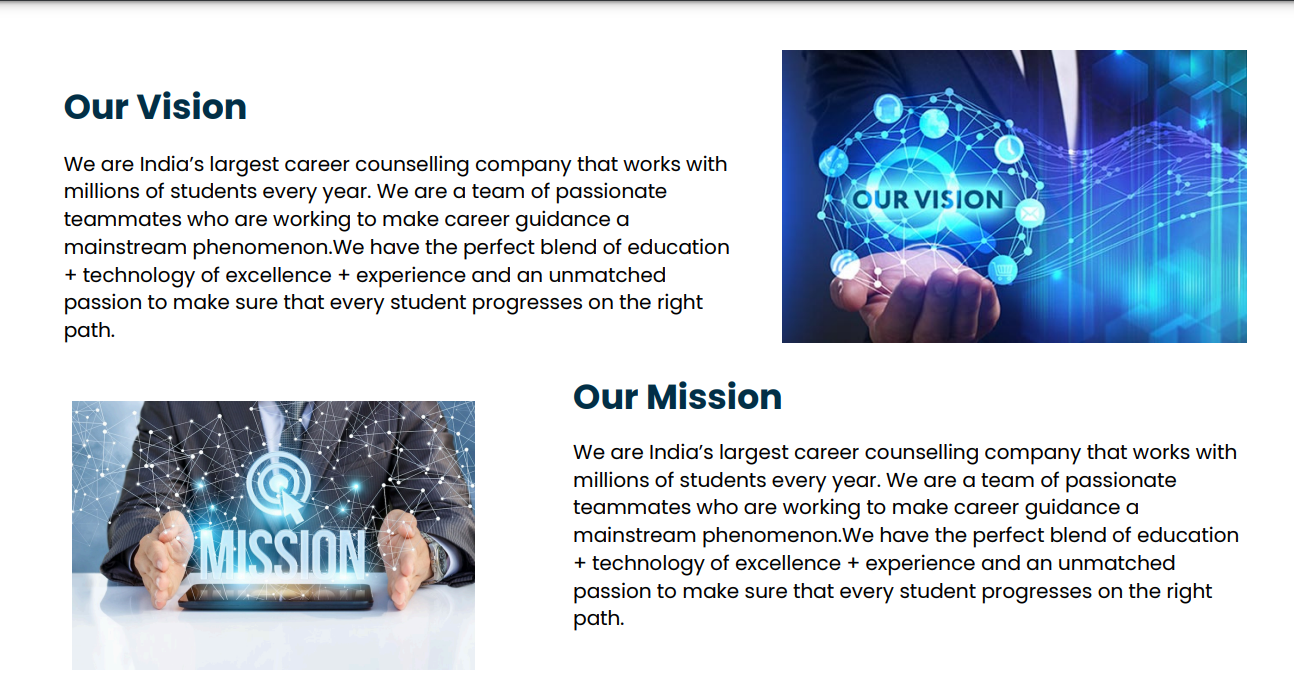 Our Vision
We are India’s largest career counselling company that works with
millions of students every year. We are a team of passionate
teammates who are working to make career guidance a
mainstream phenomenon.We have the perfect blend of education
+ technology of excellence + experience and an unmatched
passion to make sure that every student progresses on the right
path.
OUR VISION
Our Mission
We are India’s largest career counselling company that works with
millions of students every year. We are a team of passionate
teammates who are working to make career guidance a
mainstream phenomenon.We have the perfect blend of education
+ technology of excellence + experience and an unmatched
passion to make sure that every student progresses on the right
path.
MISSION